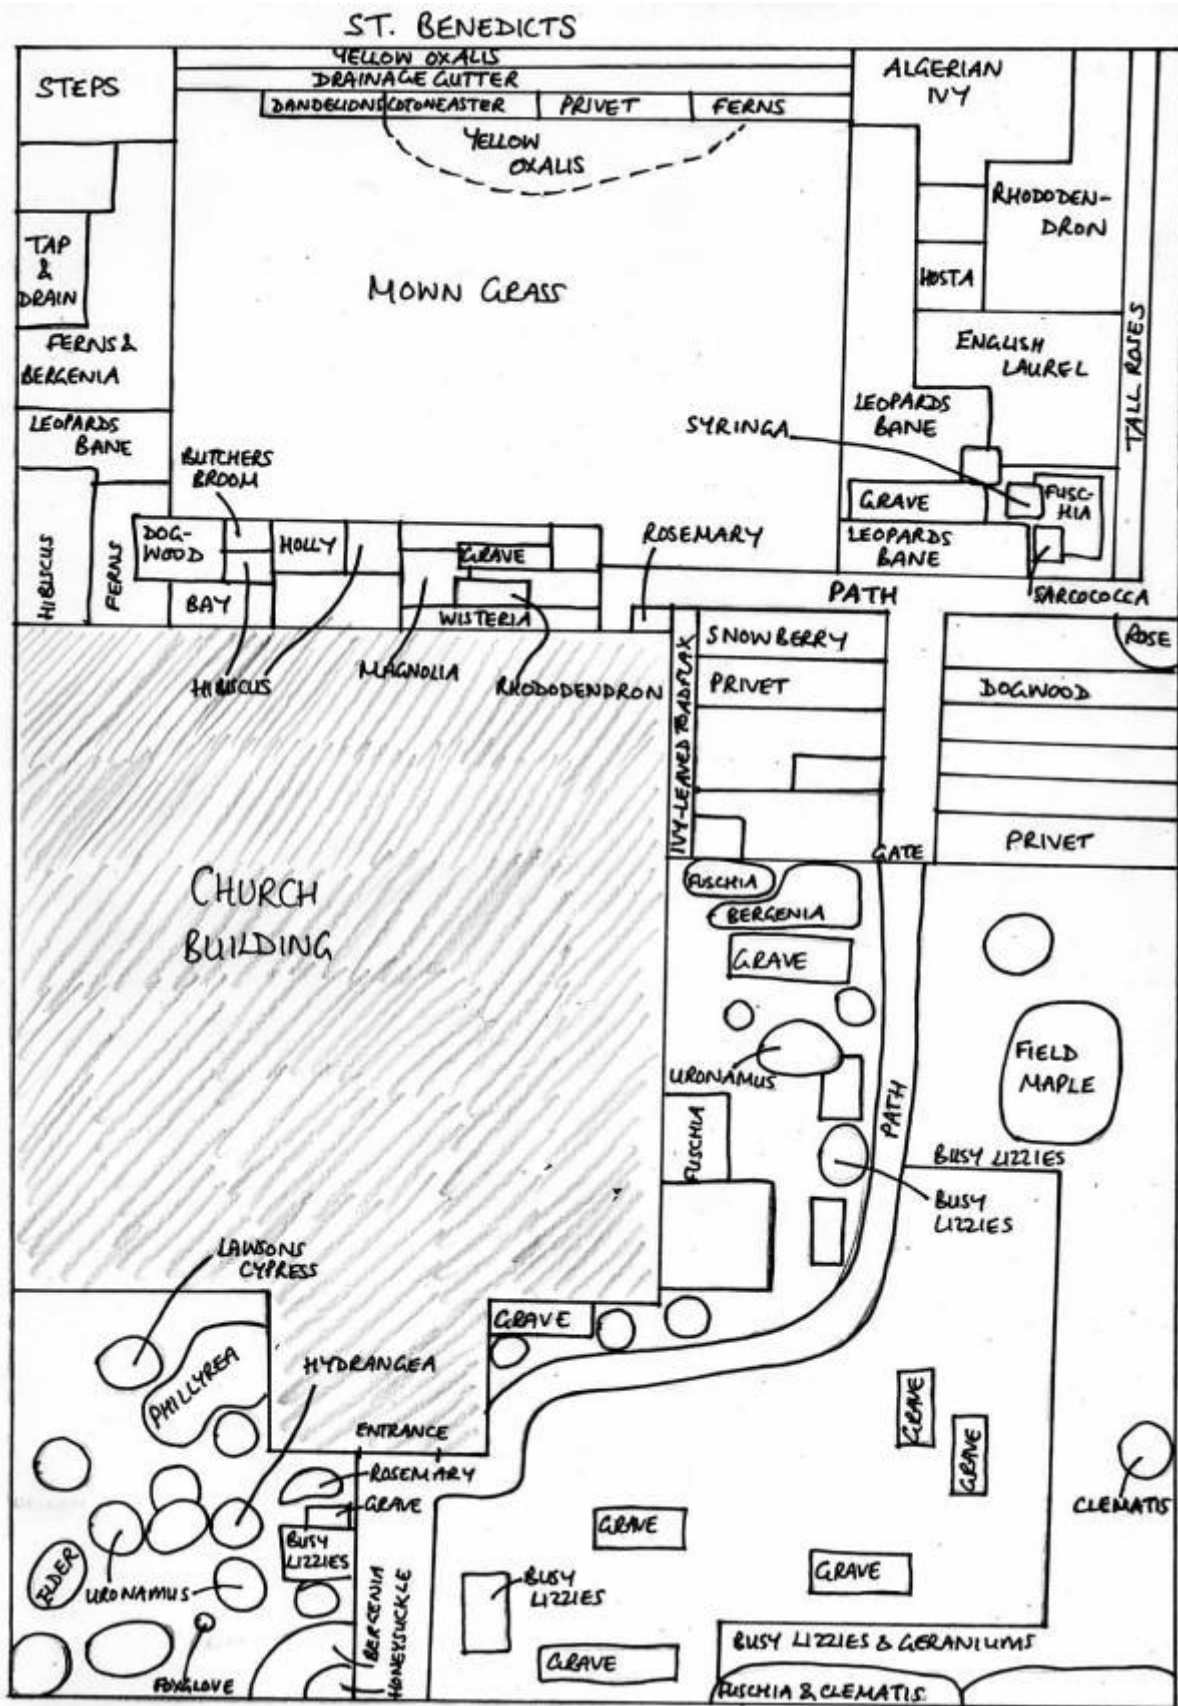 ST. BENEDICTS
YELLOW OXALIS
DRAINAGE GUTTER
STEPS
ALGERIAN
IVY
DANDELIONS
COTONEASTER
PRIVET
FERNS
YELLOW
OXALIS
RHODODEN-
DRON
TAP
&
DRAIN
HOSTA
MOWN GRASS
FERNS &
BERGENIA
ENGLISH
LAUREL
TALL ROSES
LEOPARDS
BANE
LEOPARDS
BANE
SYRINGA
BUTCHERS
BROOM
GRAVE
FUSC-
HIA
HIBISCUS
FERNS
DOG-
WOOD
HOLLY
GRAVE
ROSEMARY
LEOPARDS
BANE
BAY
WISTERIA
PATH
SARCOCOCCA
HIBISCUS
MAGNOLIA
RHODODENDRON
IVY-LEAVED TOADFLAX
SNOWBERRY
ROSE
PRIVET
DOGWOOD
PRIVET
GATE
CHURCH
BUILDING
FUSCHIA
BERGENIA
GRAVE
URONAMUS
FIELD
MAPLE
PATH
FUSCHIA
BUSY LIZZIES
BUSY
LIZZIES
LAWSONS
CYPRESS
GRAVE
PHILLYREA
HYDRANGEA
ENTRANCE
GRAVE
GRAVE
ROSEMARY
GRAVE
CLEMATIS
GRAVE
BUSY
LIZZIES
ELDER
URONAMUS
GRAVE
BUSY
LIZZIES
BERGENIA
HONEYSUCKLE
BUSY LIZZIES & GERANIUMS
GRAVE
FOXGLOVE
FUSCHIA & CLEMATIS